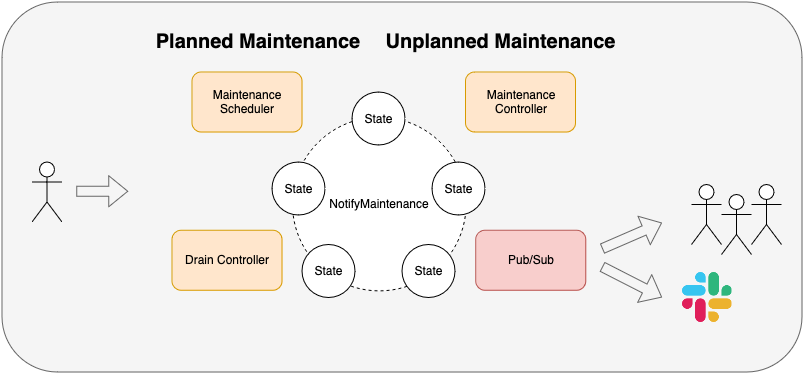 Planned Maintenance
Unplanned Maintenance
Maintenance
Scheduler
Maintenance
Controller
State
State
State
NotifyMaintenance
Drain Controller
State
State
Pub/Sub